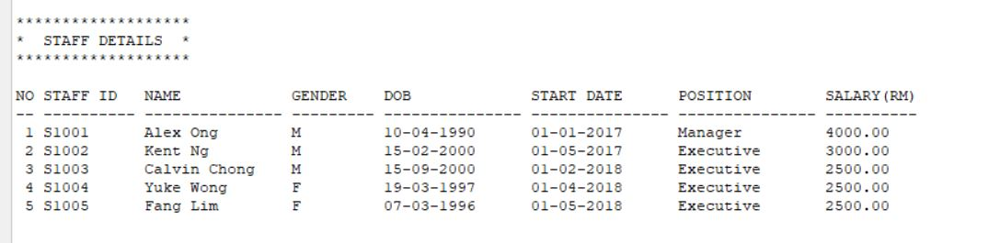 *******************
*  STAFF DETAILS  *
*******************
NO STAFF ID   NAME            GENDER    DOB             START DATE      POSITION        SALARY(RM)
-- ---------- --------------- --------- --------------- --------------- --------------- ----------
 1 S1001      Alex Ong        M         10-04-1990      01-01-2017      Manager         4000.00
 2 S1002      Kent Ng         M         15-02-2000      01-05-2017      Executive       3000.00
 3 S1003      Calvin Chong    M         15-09-2000      01-02-2018      Executive       2500.00
 4 S1004      Yuke Wong       F         19-03-1997      01-04-2018      Executive       2500.00
 5 S1005      Fang Lim        F         07-03-1996      01-05-2018      Executive       2500.00